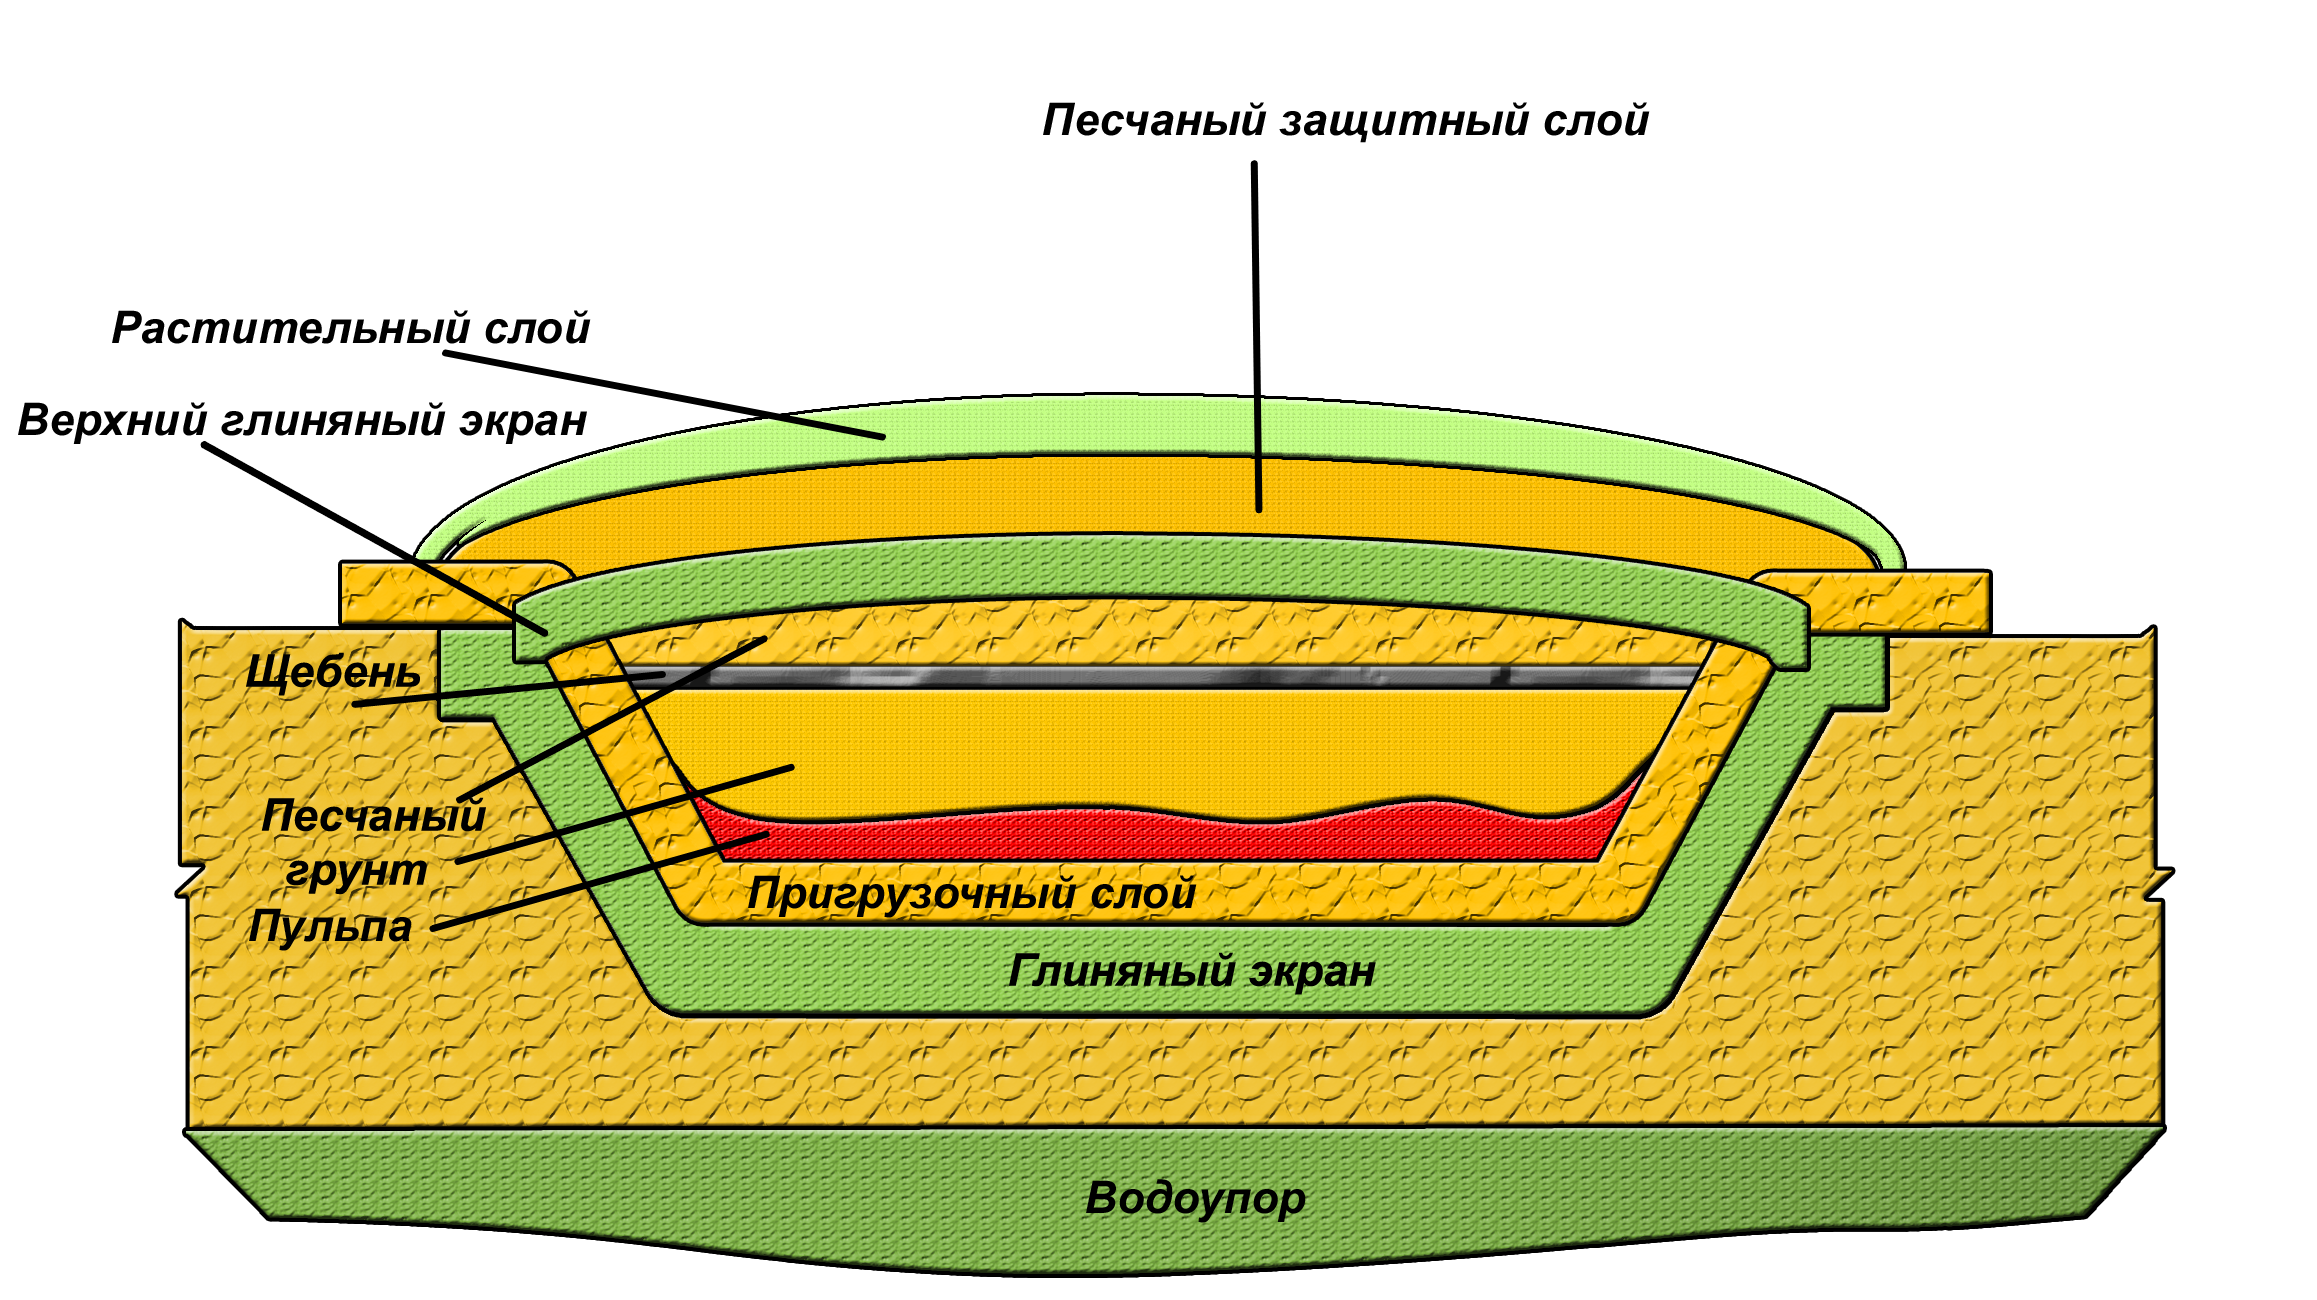 Песчаный защитный слой
Растительный слой
Верхний глиняный экран
Щебень
Песчаный
грунт
Пульпа
Пригрузочный слой
Глиняный экран
Водоупор